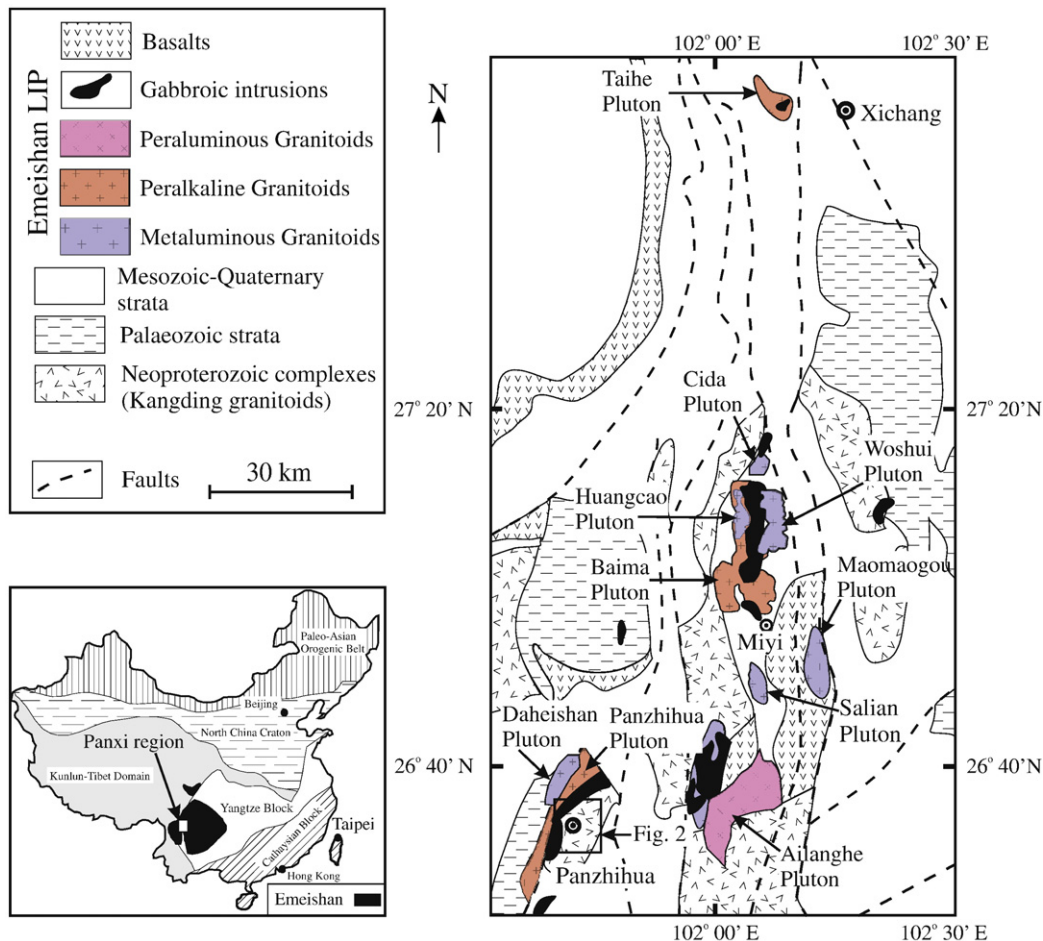 Emeishan LIP
Basalts
Gabbroic intrusions
Peraluminous Granitoids
Peralkaline Granitoids
Metaluminous Granitoids
Mesozoic-Quaternary
strata
Palaeozoic strata
Neoproterozoic complexes
(Kangding granitoids)
Faults
30 km
N
102° 00' E
102° 30' E
Taihe
Pluton
Xichang
27° 20' N
27° 20' N
Cida
Pluton
Woshui
Pluton
Huangcao
Pluton
Baima
Pluton
Maomaogou
Pluton
Miyi
Salian
Pluton
Daheishan
Pluton
Panzhihua
Pluton
26° 40' N
26° 40' N
Fig. 2
Panzhihua
Ailanghe
Pluton
102° 00' E
102° 30' E
Paleo-Asian
Orogenic Belt
Beijing
North China Craton
Panxi region
Kunlun-Tibet Domain
Yangtze Block
Cathaysian Block
Taipei
Hong Kong
Emeishan